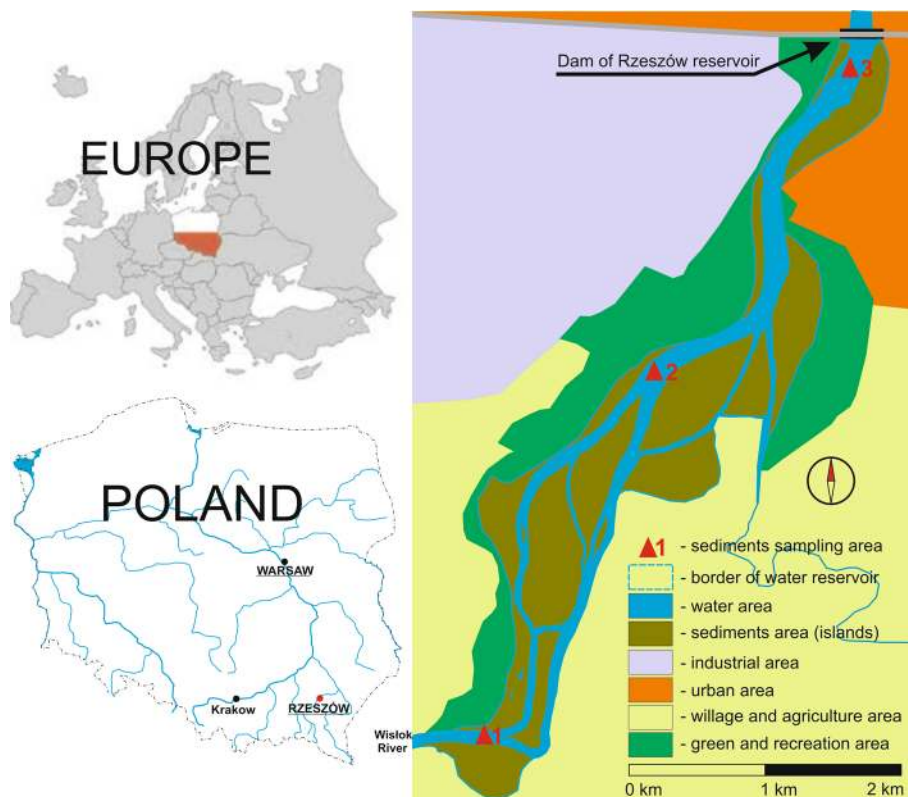 EUROPE
POLAND
WARSAW
Krakow
RZESZÓW
Wisłok
River
Dam of Rzeszów reservoir
3
2
1
1 - sediments sampling area
- border of water reservoir
- water area
- sediments area (islands)
- industrial area
- urban area
- willage and agriculture area
- green and recreation area
0 km 1 km 2 km